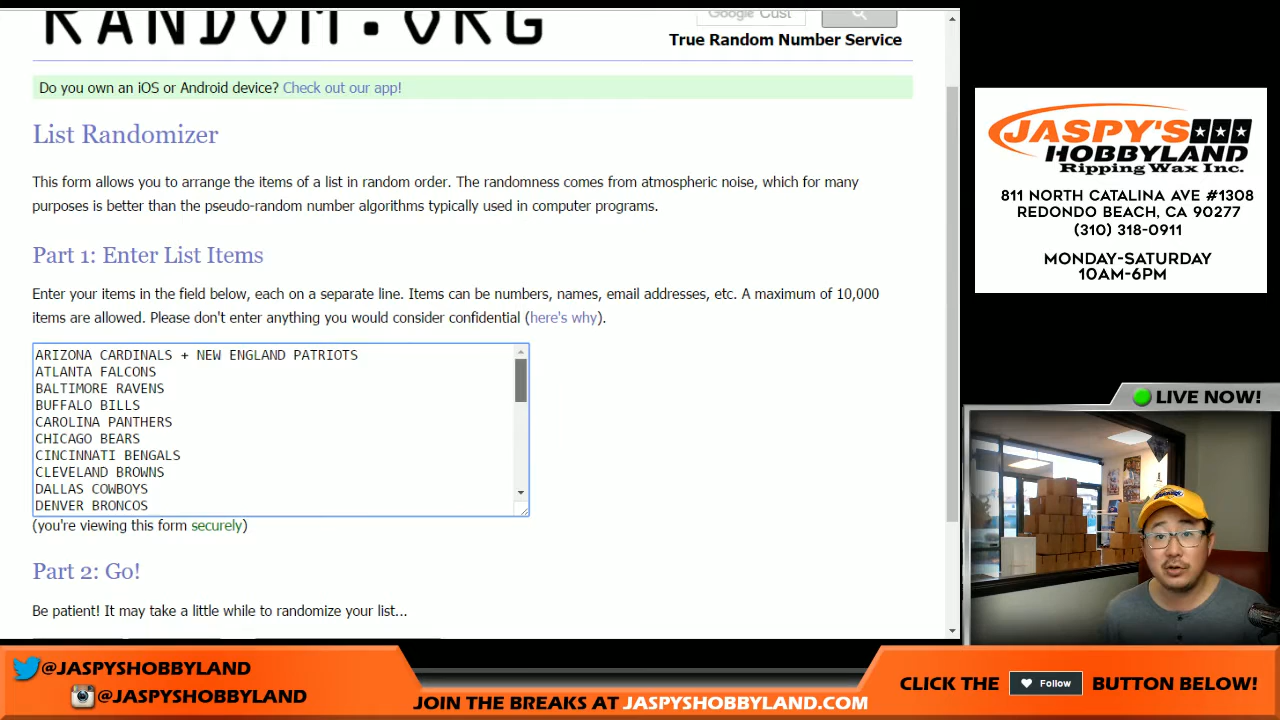 RANDOM.ORG
Google Cust
True Random Number Service
Do you own an iOS or Android device? Check out our app!
List Randomizer
This form allows you to arrange the items of a list in random order. The randomness comes from atmospheric noise, which for many
purposes is better than the pseudo-random number algorithms typically used in computer programs.
Part 1: Enter List Items
Enter your items in the field below, each on a separate line. Items can be numbers, names, email addresses, etc. A maximum of 10,000
items are allowed. Please don't enter anything you would consider confidential (here's why).
ARIZONA CARDINALS + NEW ENGLAND PATRIOTS
ATLANTA FALCONS
BALTIMORE RAVENS
BUFFALO BILLS
CAROLINA PANTHERS
CHICAGO BEARS
CINCINNATI BENGALS
CLEVELAND BROWNS
DALLAS COWBOYS
DENVER BRONCOS
(you're viewing this form securely)
Part 2: Go!
Be patient! It may take a little while to randomize your list...
JASPY'S
HOBBYLAND
Ripping Wax Inc.
811 NORTH CATALINA AVE #1308
REDONDO BEACH, CA 90277
(310) 318-0911
MONDAY-SATURDAY
10AM-6PM
LIVE NOW!
@JASPYSHOBBYLAND
@JASPYSHOBBYLAND
JOIN THE BREAKS AT JASPYSHOBBYLAND.COM
CLICK THE Follow BUTTON BELOW!